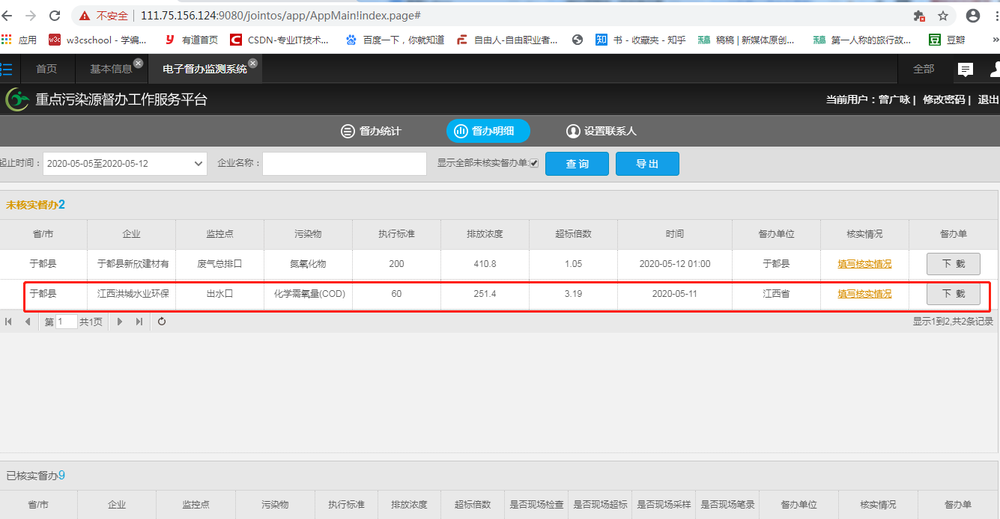 不安全 111.75.156.124:9080/jointos/app/AppMain!index.page#
应用 w3c w3cschool - 学编... y 有道首页 C CSDN-专业IT技术... 百度一下，你就知道 自由人-自由职业者... 知 书 - 收藏夹 - 知乎 禾稿 稿稿 | 新媒体原创... 禾稿 第一人称的旅行故... 豆 豆瓣 »
首页 基本信息 电子督办监测系统 全部
重点污染源督办工作服务平台 当前用户：曾广咏 | 修改密码 | 退出
督办统计 督办明细 设置联系人
起止时间： 2020-05-05至2020-05-12 企业名称： 显示全部未核实督办单 查 询 导 出
未核实督办2
省/市 企业 监控点 污染物 执行标准 排放浓度 超标倍数 时间 督办单位 核实情况 督办单
于都县 于都县新欣建材有 废气总排口 氮氧化物 200 410.8 1.05 2020-05-12 01:00 于都县 填写核实情况 下 载
于都县 江西洪城水业环保 出水口 化学需氧量(COD) 60 251.4 3.19 2020-05-11 江西省 填写核实情况 下 载
第 1 共1页 显示1到2,共2条记录
已核实督办9
省/市 企业 监控点 污染物 执行标准 排放浓度 超标倍数 是否现场检查 是否现场超标 是否现场采样 是否现场笔录 督办单位 核实情况 督办单